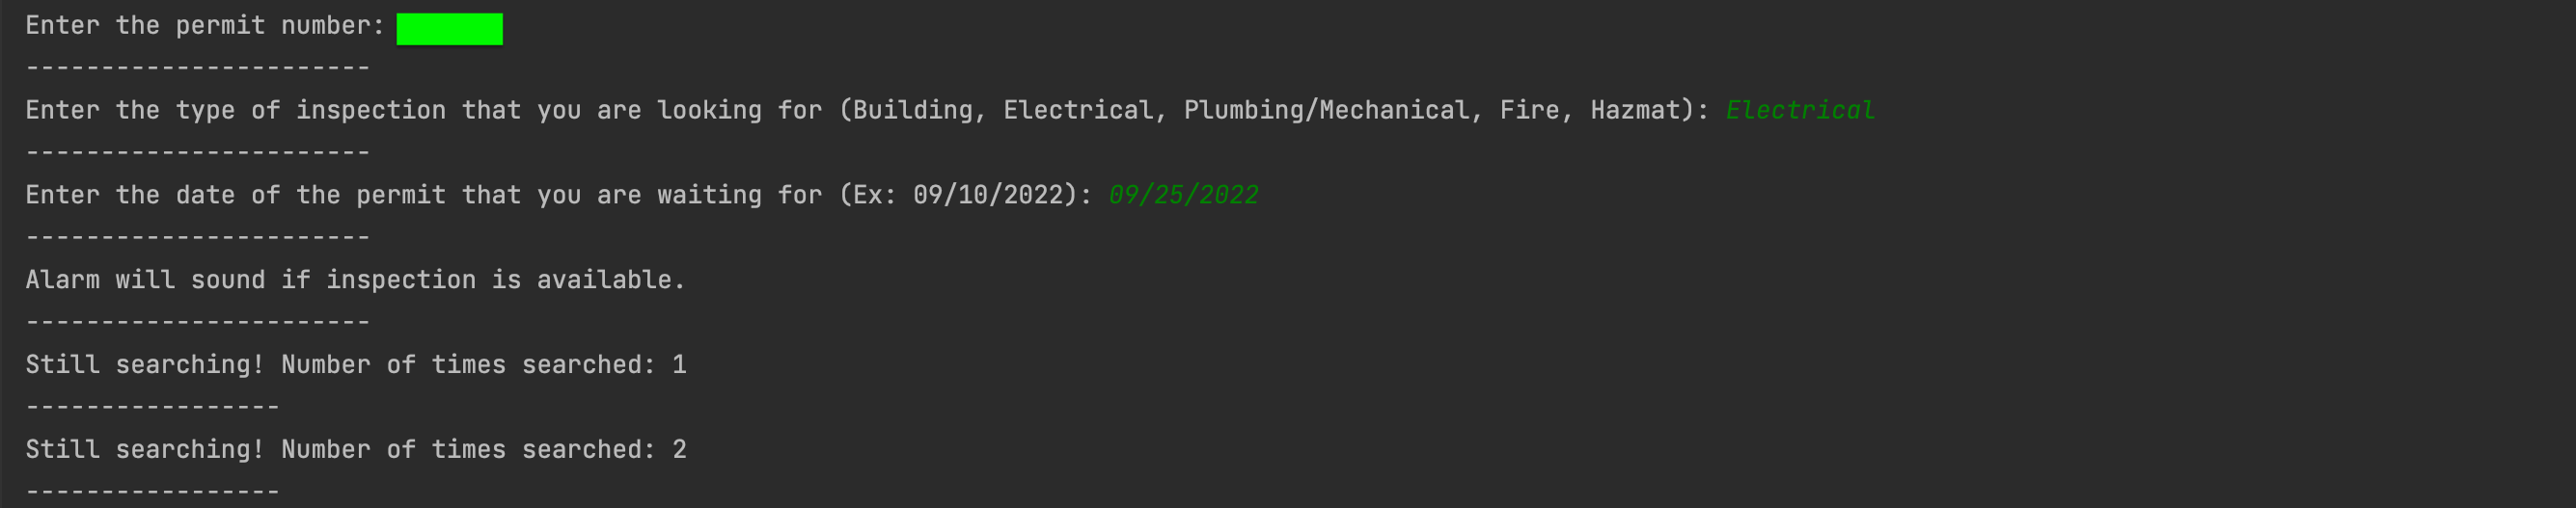 Enter the permit number:
-----------------------
Enter the type of inspection that you are looking for (Building, Electrical, Plumbing/Mechanical, Fire, Hazmat): Electrical
-----------------------
Enter the date of the permit that you are waiting for (Ex: 09/10/2022): 09/25/2022
-----------------------
Alarm will sound if inspection is available.
-----------------------
Still searching! Number of times searched: 1
-----------------
Still searching! Number of times searched: 2
-----------------